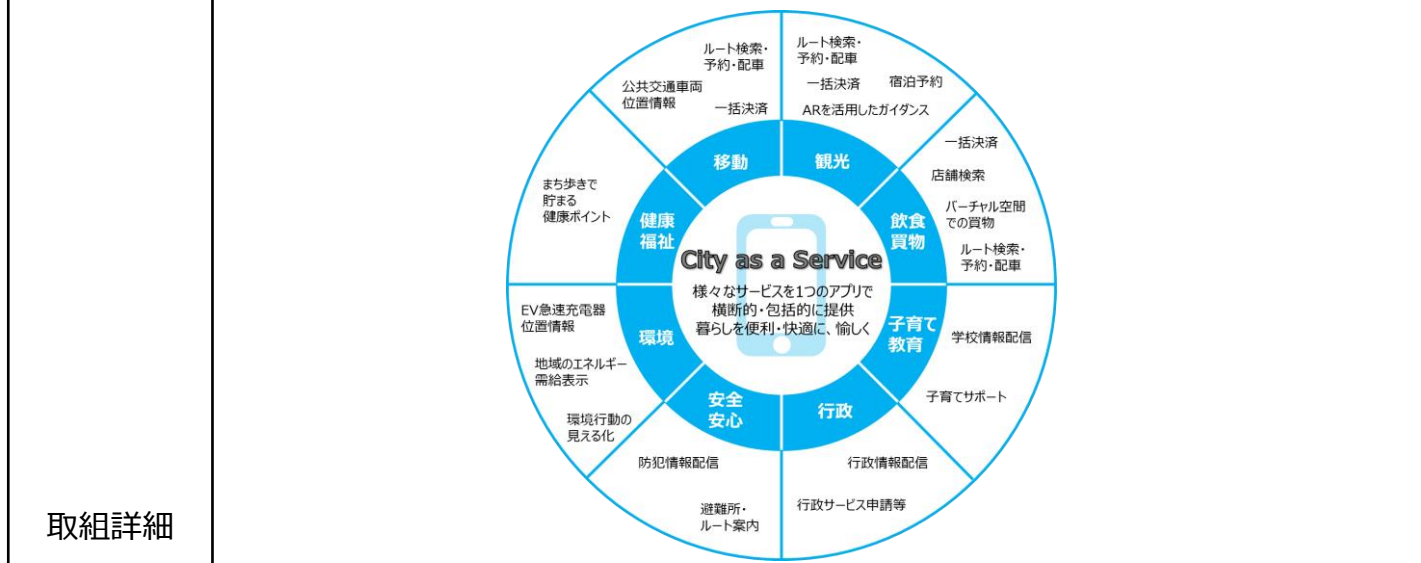 取組詳細
ルート検索・
予約・配車
公共交通車両
位置情報
一括決済
移動
ルート検索・
予約・配車
一括決済
宿泊予約
ARを活用したガイダンス
観光
一括決済
店舗検索
バーチャル空間
での買物
ルート検索・
予約・配車
飲食
買物
学校情報配信
子育てサポート
子育て
教育
行政情報配信
行政サービス申請等
行政
防犯情報配信
避難所・
ルート案内
安全
安心
EV急速充電器
位置情報
地域のエネルギー
需給表示
環境行動の
見える化
環境
まち歩きで
貯まる
健康ポイント
健康
福祉
City as a Service
様々なサービスを1つのアプリで
横断的・包括的に提供
暮らしを便利・快適に、愉しく